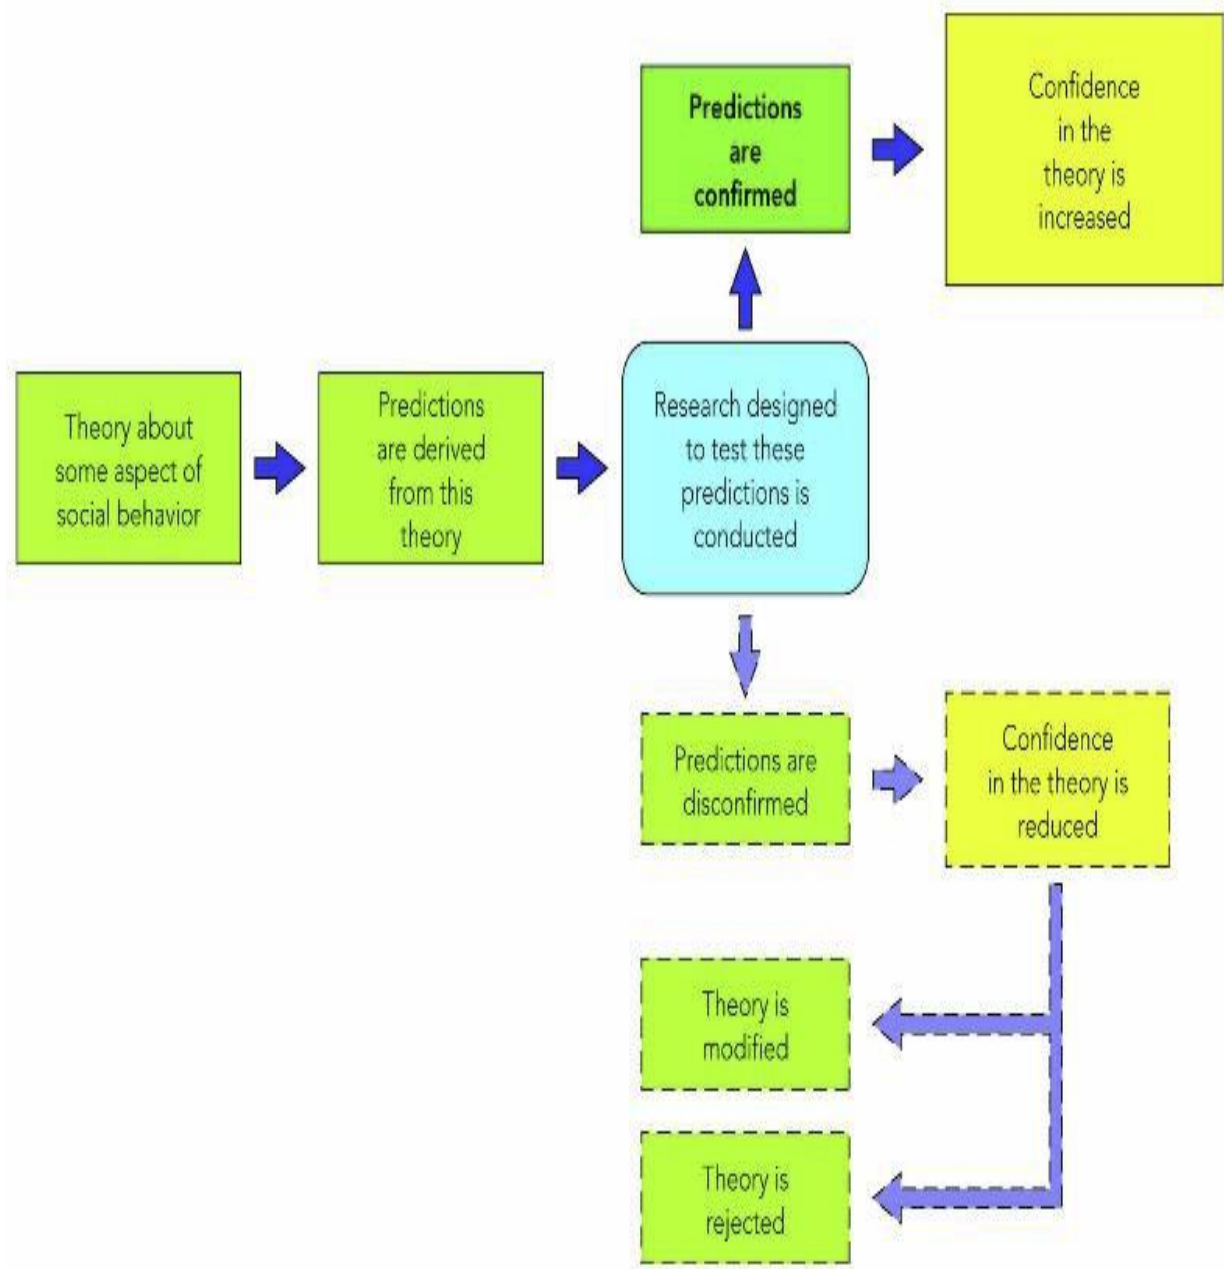 Predictions
are
confirmed
Confidence
in the
theory is
increased
Theory about
some aspect of
social behavior
Predictions
are derived
from this
theory
Research designed
to test these
predictions is
conducted
Predictions are
disconfirmed
Confidence
in the theory is
reduced
Theory is
modified
Theory is
rejected